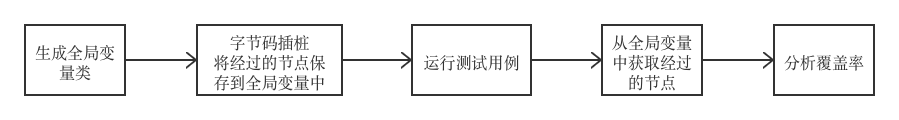 生成全局变
量类
字节码插桩
将经过的节点保
存到全局变量中
运行测试用例
从全局变量
中获取经过
的节点
分析覆盖率